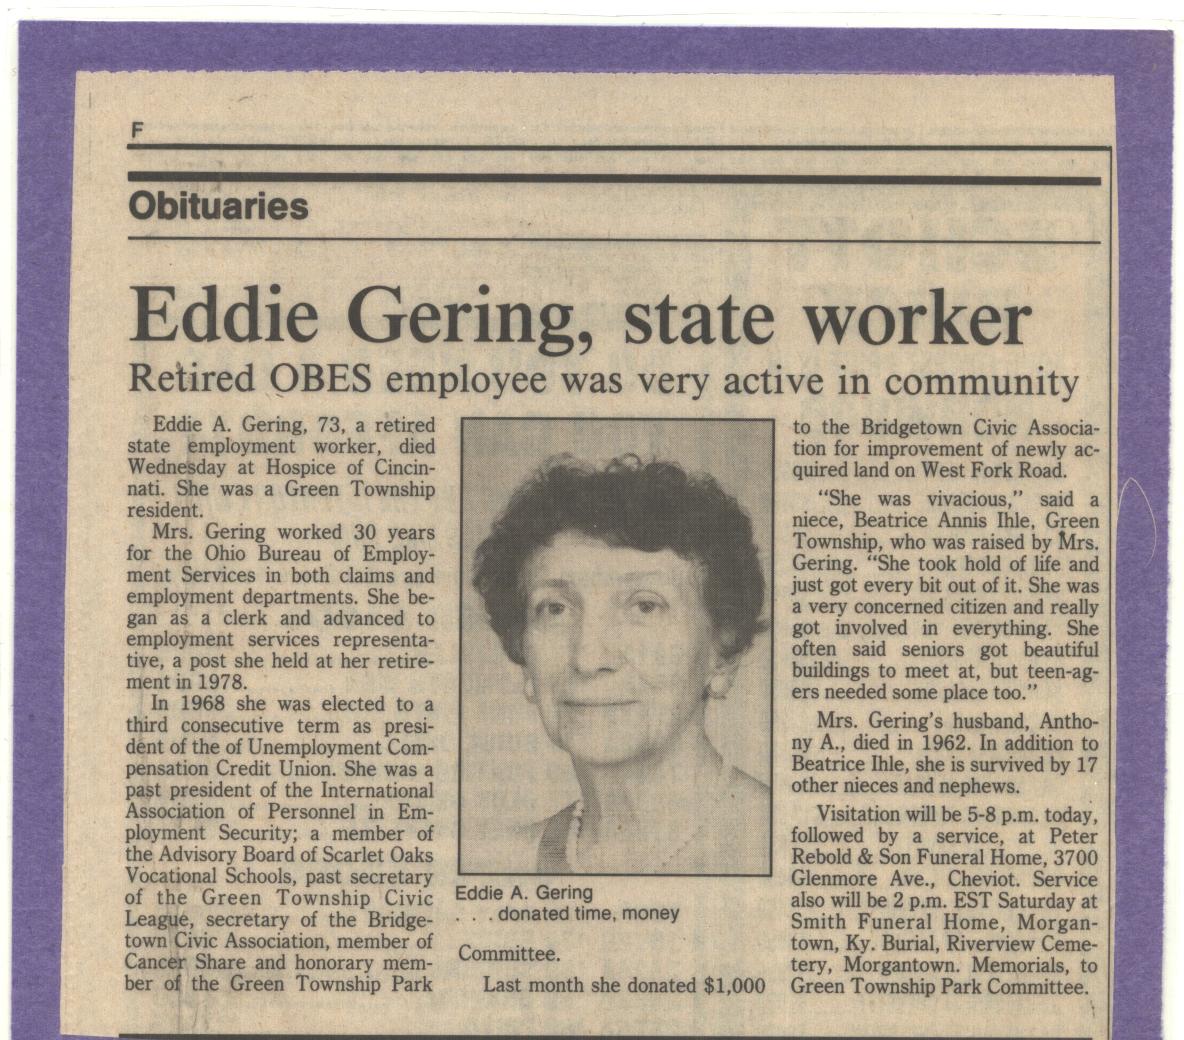 F
Obituaries
Eddie Gering, state worker
Retired OBES employee was very active in community
Eddie A. Gering, 73, a retired
state employment worker, died
Wednesday at Hospice of Cincin-
nati. She was a Green Township
resident.
Mrs. Gering worked 30 years
for the Ohio Bureau of Employ-
ment Services in both claims and
employment departments. She be-
gan as a clerk and advanced to
employment services representa-
tive, a post she held at her retire-
ment in 1978.
In 1968 she was elected to a
third consecutive term as presi-
dent of the of Unemployment Com-
pensation Credit Union. She was a
past president of the International
Association of Personnel in Em-
ployment Security; a member of
the Advisory Board of Scarlet Oaks
Vocational Schools, past secretary
of the Green Township Civic
League, secretary of the Bridge-
town Civic Association, member of
Cancer Share and honorary mem-
ber of the Green Township Park
Eddie A. Gering
. . . donated time, money
Committee.
Last month she donated $1,000
to the Bridgetown Civic Associa-
tion for improvement of newly ac-
quired land on West Fork Road.
“She was vivacious,” said a
niece, Beatrice Annis Ihle, Green
Township, who was raised by Mrs.
Gering. “She took hold of life and
just got every bit out of it. She was
a very concerned citizen and really
got involved in everything. She
often said seniors got beautiful
buildings to meet at, but teen-ag-
ers needed some place too.”
Mrs. Gering’s husband, Antho-
ny A., died in 1962. In addition to
Beatrice Ihle, she is survived by 17
other nieces and nephews.
Visitation will be 5-8 p.m. today,
followed by a service, at Peter
Rebold & Son Funeral Home, 3700
Glenmore Ave., Cheviot. Service
also will be 2 p.m. EST Saturday at
Smith Funeral Home, Morgan-
town, Ky. Burial, Riverview Ceme-
tery, Morgantown. Memorials, to
Green Township Park Committee.